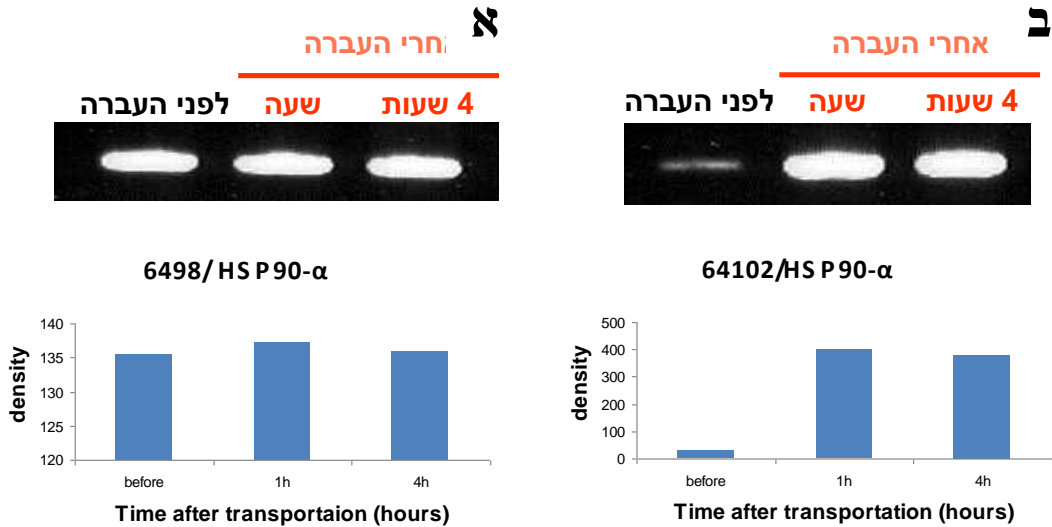 א
אחרי העברה
לפני העברה שעה 4 שעות
6498/ HSP90-α
140
135
130
125
120
density
before 1h 4h
Time after transportaion (hours)
ב
אחרי העברה
לפני העברה שעה 4 שעות
64102/HSP90-α
500
400
300
200
100
0
density
before 1h 4h
Time after transportation (hours)